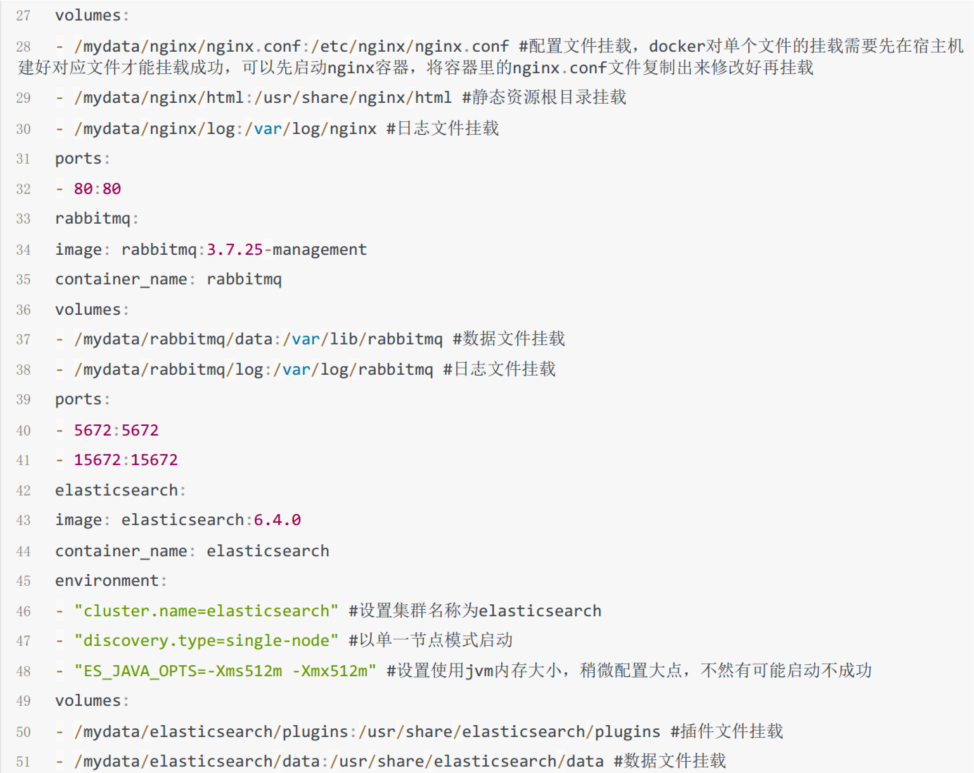 27 volumes:
28 - /mydata/nginx/nginx.conf:/etc/nginx/nginx.conf #配置文件挂载，docker对单个文件的挂载需要先在宿主机
建好对应文件才能挂载成功，可以先启动nginx容器，将容器里的nginx.conf文件复制出来修改好再挂载
29 - /mydata/nginx/html:/usr/share/nginx/html #静态资源根目录挂载
30 - /mydata/nginx/log:/var/log/nginx #日志文件挂载
31 ports:
32 - 80:80
33 rabbitmq:
34 image: rabbitmq:3.7.25-management
35 container_name: rabbitmq
36 volumes:
37 - /mydata/rabbitmq/data:/var/lib/rabbitmq #数据文件挂载
38 - /mydata/rabbitmq/log:/var/log/rabbitmq #日志文件挂载
39 ports:
40 - 5672:5672
41 - 15672:15672
42 elasticsearch:
43 image: elasticsearch:6.4.0
44 container_name: elasticsearch
45 environment:
46 - "cluster.name=elasticsearch" #设置集群名称为elasticsearch
47 - "discovery.type=single-node" #以单一节点模式启动
48 - "ES_JAVA_OPTS=-Xms512m -Xmx512m" #设置使用jvm内存大小，稍微配置大点，不然有可能启动不成功
49 volumes:
50 - /mydata/elasticsearch/plugins:/usr/share/elasticsearch/plugins #插件文件挂载
51 - /mydata/elasticsearch/data:/usr/share/elasticsearch/data #数据文件挂载